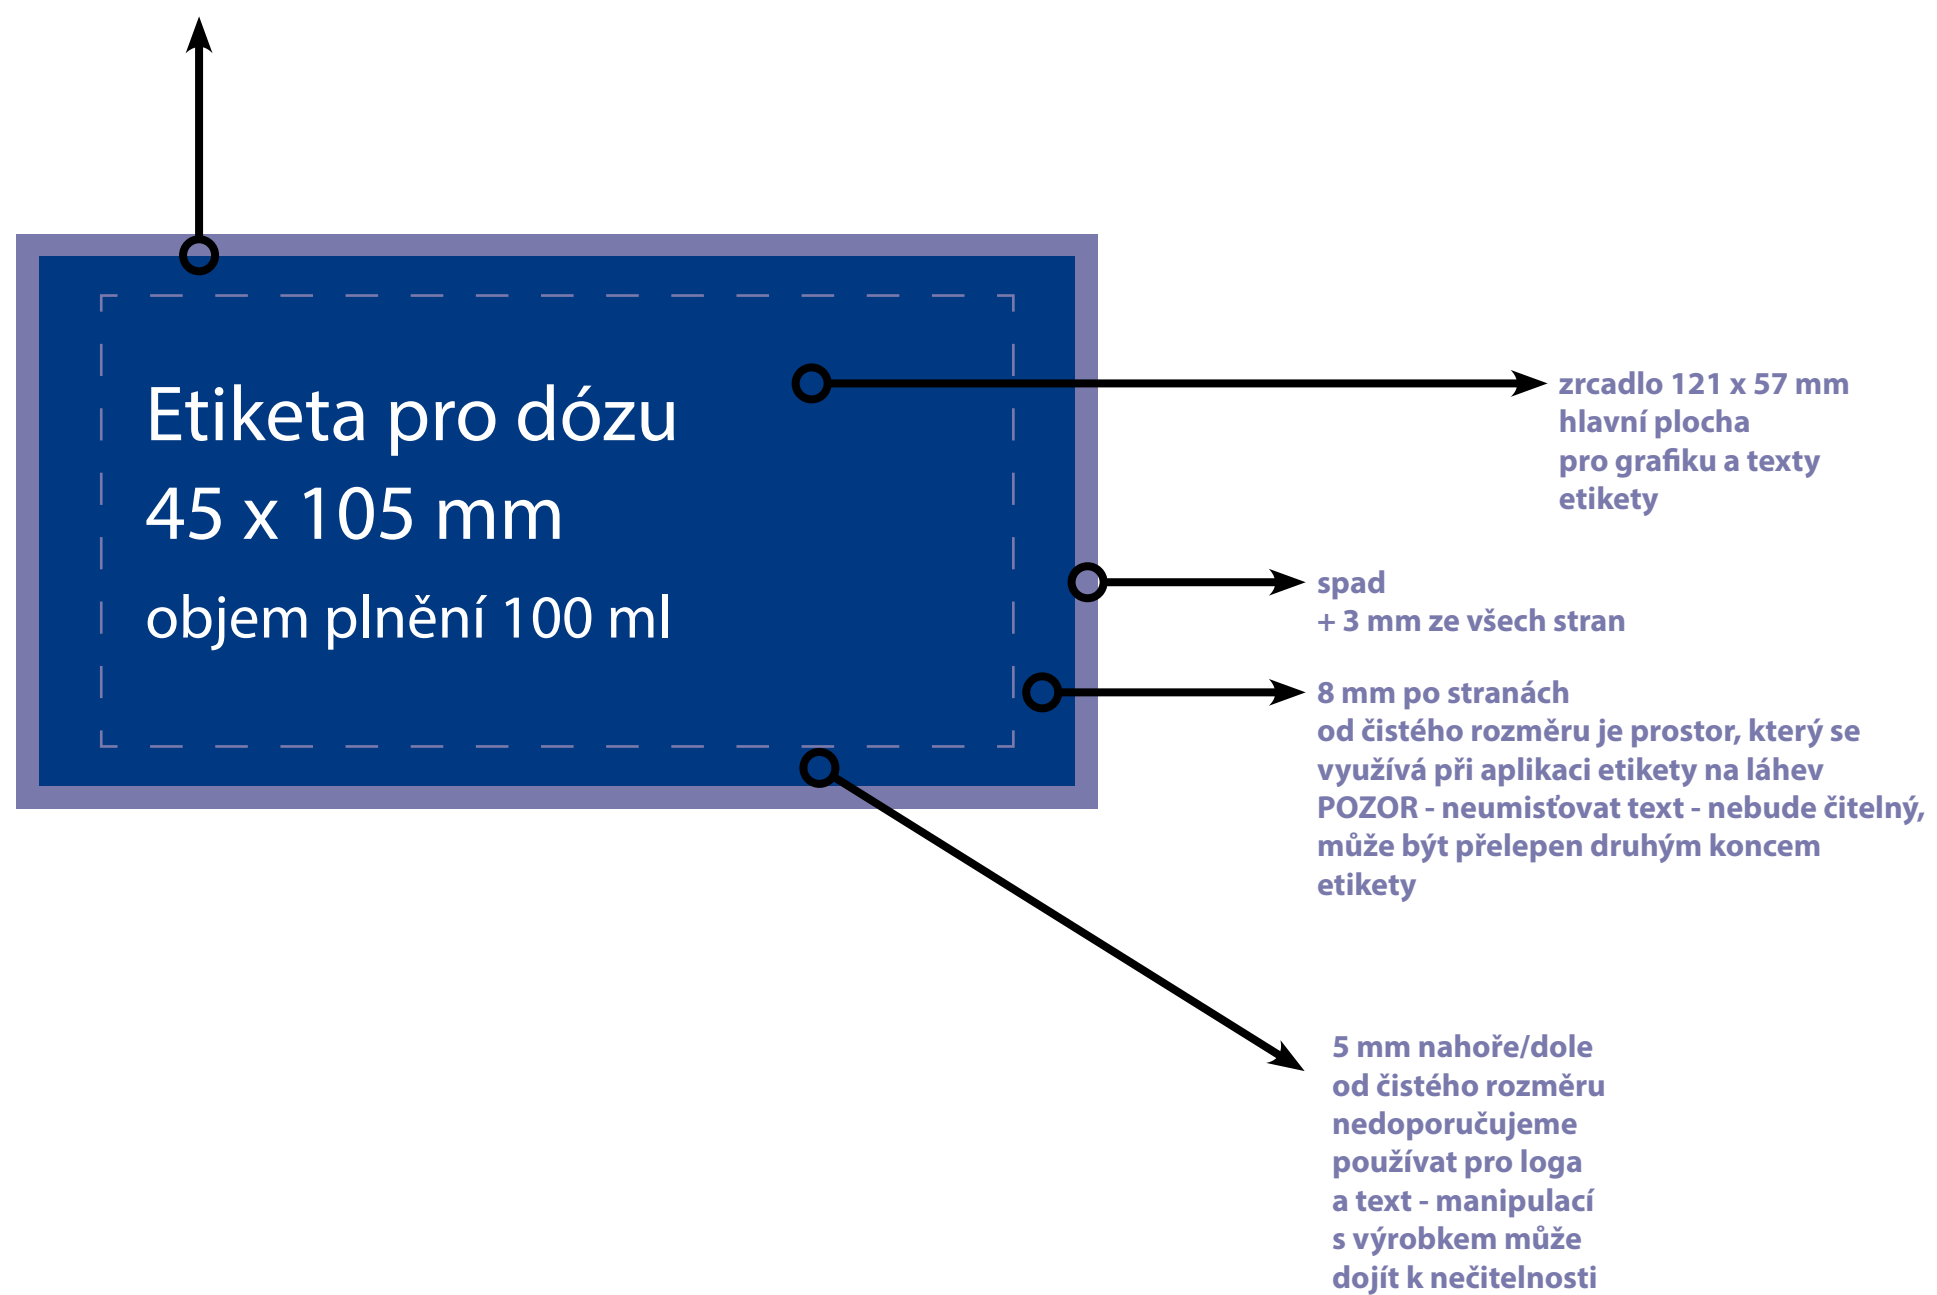 Etiketa pro dózu
45 x 105 mm
objem plnění 100 ml
zrcadlo 121 x 57 mm
hlavní plocha
pro grafiku a texty
etikety
spad
+ 3 mm ze všech stran
8 mm po stranách
od čistého rozměru je prostor, který se
využívá při aplikaci etikety na láhev
POZOR - neumisťovat text - nebude čitelný,
může být přelepen druhým koncem
etikety
5 mm nahoře/dole
od čistého rozměru
nedoporučujeme
používat pro loga
a text - manipulací
s výrobkem může
dojít k nečitelnosti